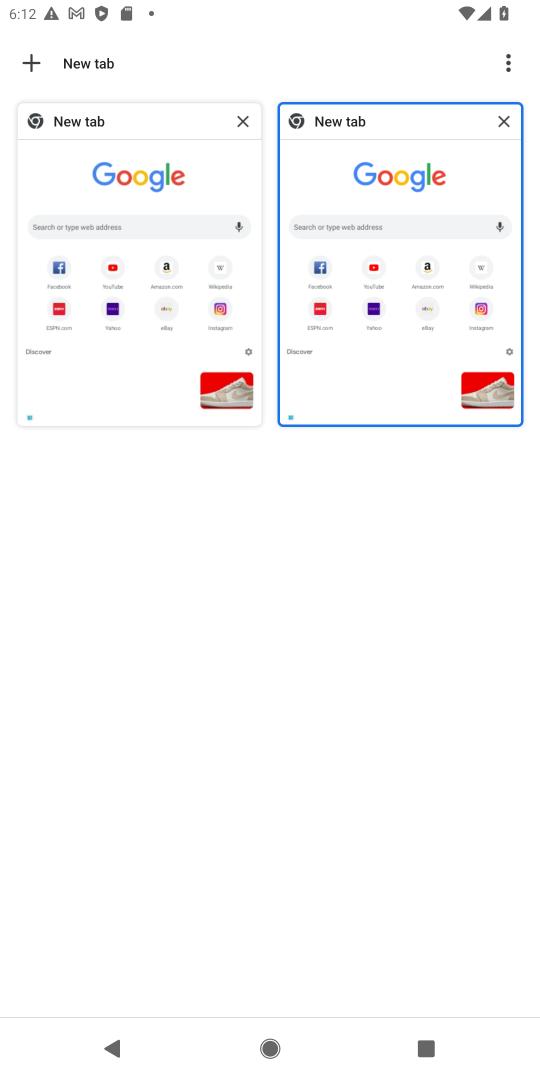 6:12
New tab
New tab
New tab
Google
Google
Search or type web address
Search or type web address
Facebook YouTube Amazon.com Wikipedia
Facebook YouTube Amazon.com Wikipedia
ESPN.com Yahoo eBay Instagram
ESPN.com Yahoo eBay Instagram
Discover
Discover